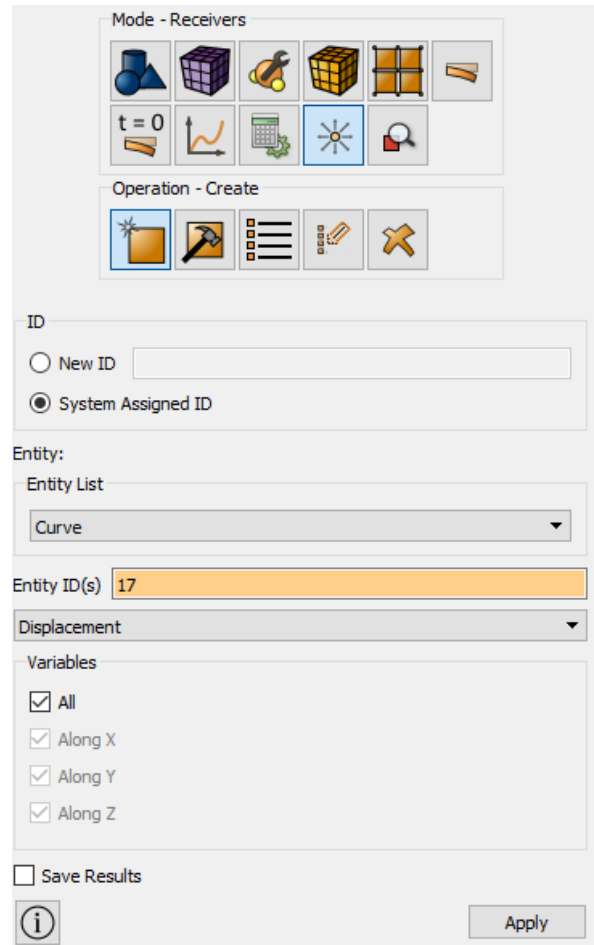 Mode - Receivers
t = 0
Operation - Create
ID
New ID
System Assigned ID
Entity:
Entity List
Curve
Entity ID(s) 17
Displacement
Variables
All
Along X
Along Y
Along Z
Save Results
Apply